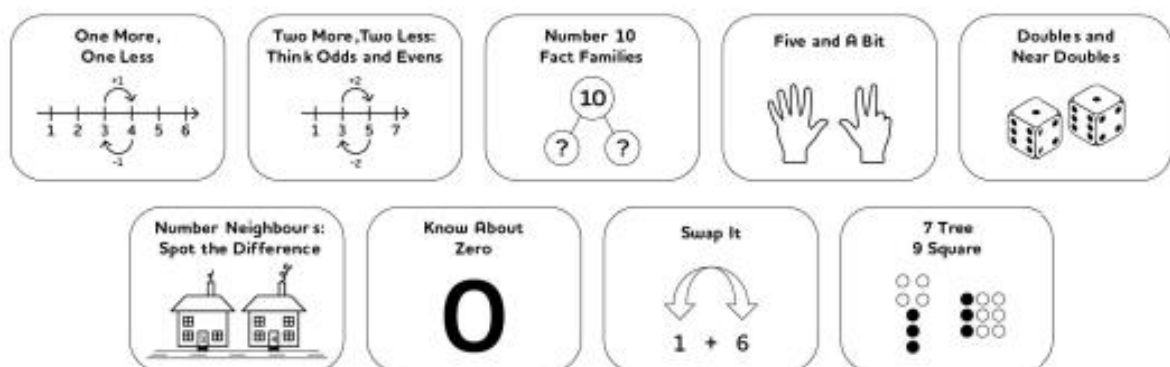 One More,
One Less
+1
1 2 3 4 5 6
-1
Two More,Two Less:
Think Odds and Evens
+2
1 3 5 7
-2
Number 10
Fact Families
10
? ?
Five and A Bit
Doubles and
Near Doubles
Number Neighbours:
Spot the Difference
Know About
Zero
0
Swap It
1 + 6
7 Tree
9 Square